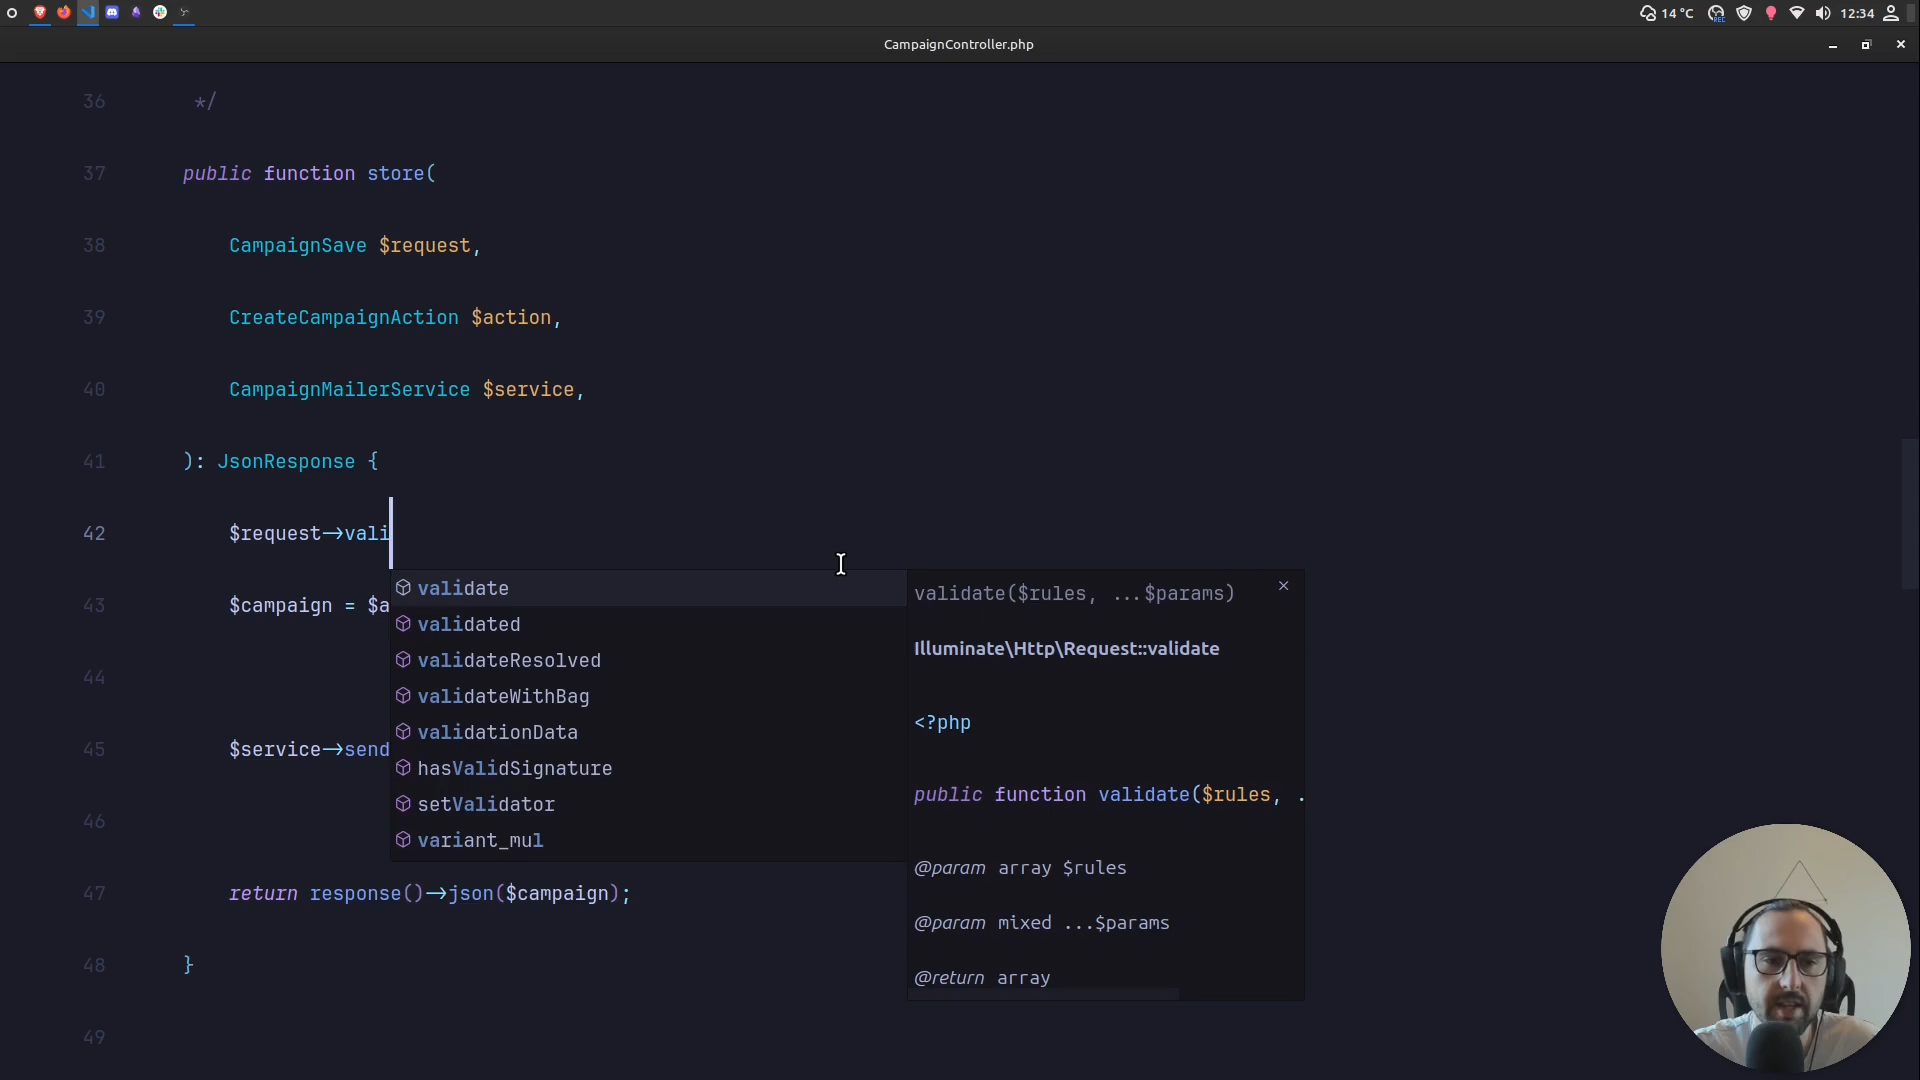 14 °C
REC
12:34
CampaignController.php
36 */
37 public function store(
38 CampaignSave $request,
39 CreateCampaignAction $action,
40 CampaignMailerService $service,
41 ): JsonResponse {
42 $request->vali
validate
validate($rules, ...$params)
43 $campaign = $a
validated
validateResolved
Illuminate\Http\Request::validate
44
validateWithBag
<?php
validationData
45 $service->send
hasValidSignature
public function validate($rules, .
setValidator
46
variant_mul
@param array $rules
47 return response()->json($campaign);
@param mixed ...$params
48 }
@return array
49